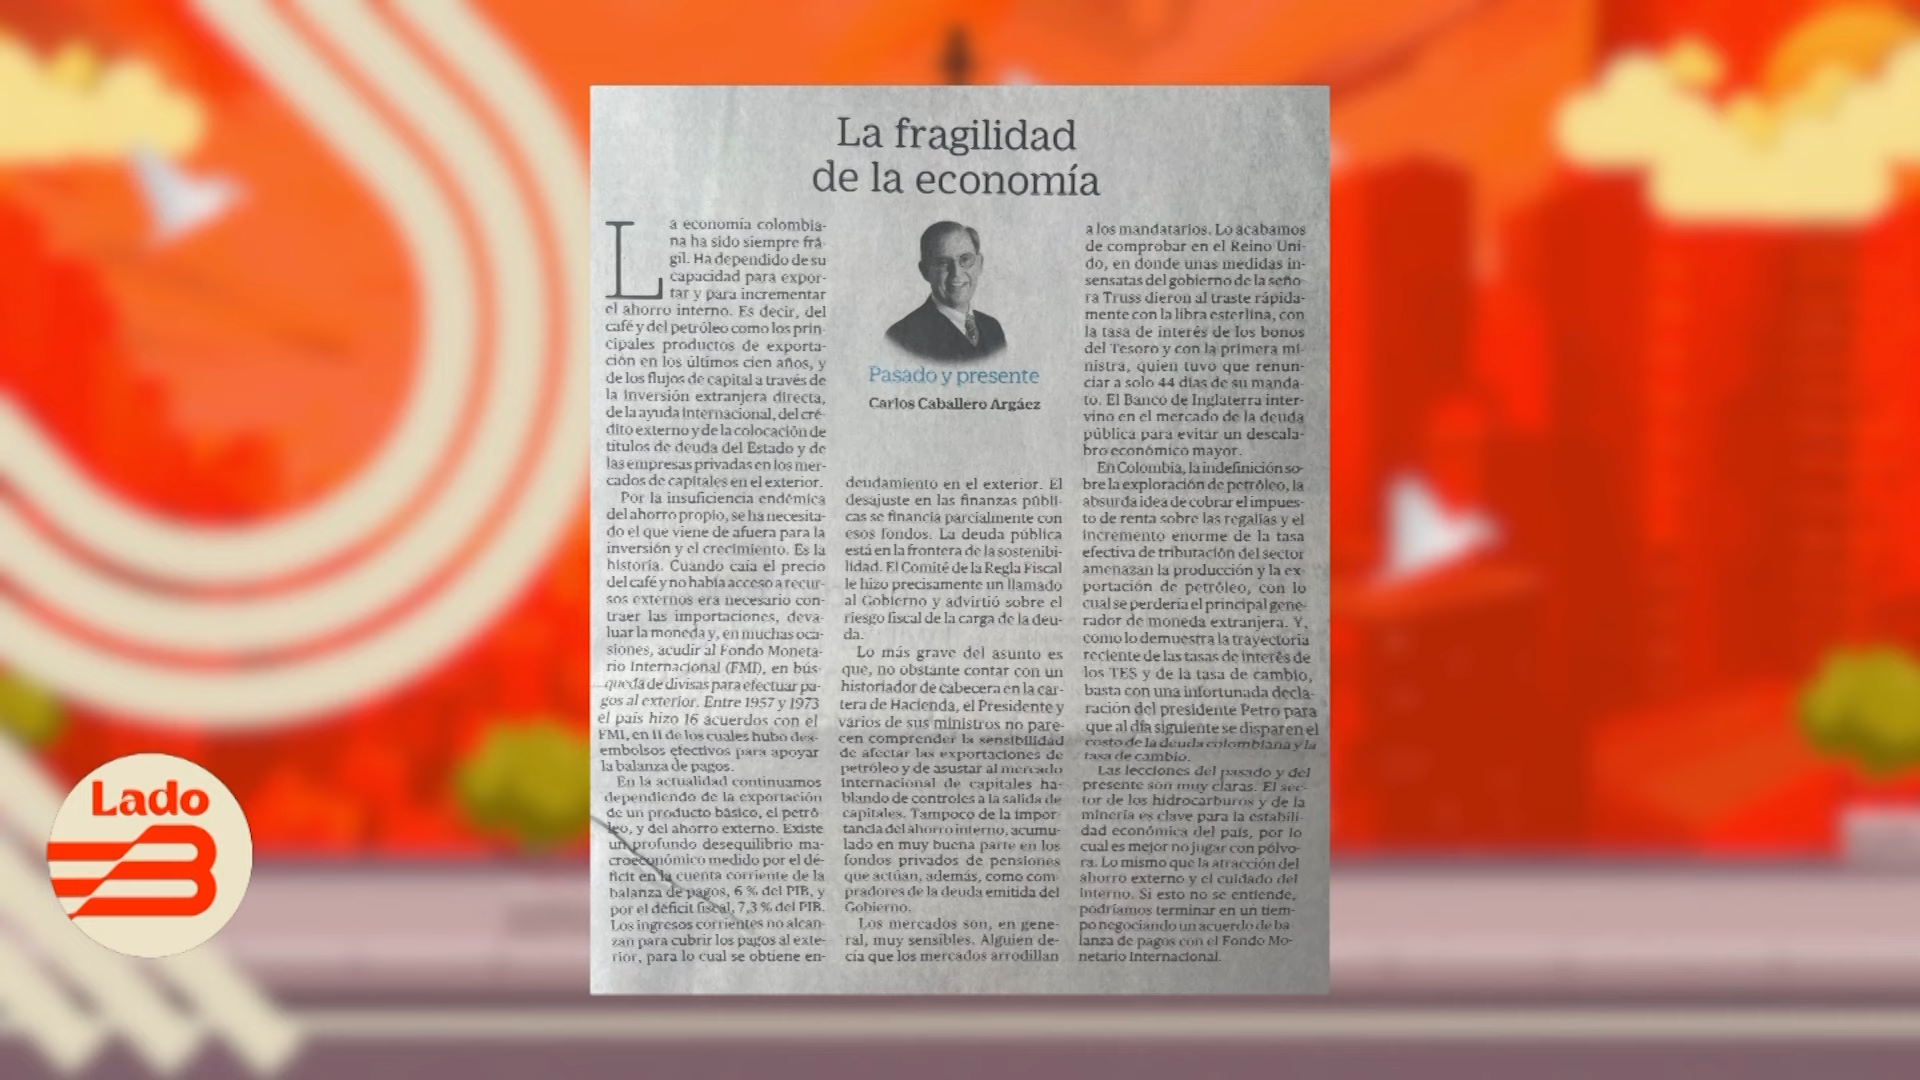 La fragilidad
de la economía
La economía colombia-
na ha sido siempre frá-
gil. Ha dependido de su
capacidad para expor-
tar y para incrementar
el ahorro interno. Es decir, del
café y del petróleo como los prin-
cipales productos de exporta-
ción en los últimos cien años, y
de los flujos de capital a través de
la inversión extranjera directa,
de la ayuda internacional, del cré-
dito externo y de la colocación de
títulos de deuda del Estado y de
las empresas privadas en los mer-
cados de capitales en el exterior.
Por la insuficiencia endémica
del ahorro propio, se ha necesita-
do el que viene de afuera para la
inversión y el crecimiento. Es la
historia. Cuando caía el precio
del café y no había acceso a recur-
sos externos era necesario con-
traer las importaciones, deva-
luar la moneda y, en muchas oca-
siones, acudir al Fondo Moneta-
rio Internacional (FMI), en bús-
queda de divisas para efectuar pa-
gos al exterior. Entre 1957 y 1973
el país hizo 16 acuerdos con el
FMI, en 11 de los cuales hubo des-
embolsos efectivos para apoyar
la balanza de pagos.
En la actualidad continuamos
dependiendo de la exportación
de un producto básico, el petró-
leo, y del ahorro externo. Existe
un profundo desequilibrio ma-
croeconómico medido por el dé-
ficit en la cuenta corriente de la
balanza de pagos, 6 % del PIB, y
por el déficit fiscal, 7,3 % del PIB.
Los ingresos corrientes no alcan-
zan para cubrir los pagos al exte-
rior, para lo cual se obtiene en-
Pasado y presente
Carlos Caballero Argáez
deudamiento en el exterior. El
desajuste en las finanzas públi-
cas se financia parcialmente con
esos fondos. La deuda pública
está en la frontera de la sostenibi-
lidad. El Comité de la Regla Fiscal
le hizo precisamente un llamado
al Gobierno y advirtió sobre el
riesgo fiscal de la carga de la deu-
da.
Lo más grave del asunto es
que, no obstante contar con un
historiador de cabecera en la car-
tera de Hacienda, el Presidente y
varios de sus ministros no pare-
cen comprender la sensibilidad
de afectar las exportaciones de
petróleo y de asustar al mercado
internacional de capitales ha-
blando de controles a la salida de
capitales. Tampoco de la impor-
tancia del ahorro interno, acumu-
lado en muy buena parte en los
fondos privados de pensiones
que actúan, además, como com-
pradores de la deuda emitida del
Gobierno.
Los mercados son, en gene-
ral, muy sensibles. Alguien de-
cía que los mercados arrodillan
a los mandatarios. Lo acabamos
de comprobar en el Reino Uni-
do, en donde unas medidas in-
sensatas del gobierno de la seño-
ra Truss dieron al traste rápida-
mente con la libra esterlina, con
la tasa de interés de los bonos
del Tesoro y con la primera mi-
nistra, quien tuvo que renun-
ciar a solo 44 días de su manda-
to. El Banco de Inglaterra inter-
vino en el mercado de la deuda
pública para evitar un descala-
bro económico mayor.
En Colombia, la indefinición so-
bre la exploración de petróleo, la
absurda idea de cobrar el impues-
to de renta sobre las regalías y el
incremento enorme de la tasa
efectiva de tributación del sector
amenazan la producción y la ex-
portación de petróleo, con lo
cual se perdería el principal gene-
rador de moneda extranjera. Y,
como lo demuestra la trayectoria
reciente de las tasas de interés de
los TES y de la tasa de cambio,
basta con una infortunada decla-
ración del presidente Petro para
que al día siguiente se disparen el
costo de la deuda colombiana y la
tasa de cambio.
Las lecciones del pasado y del
presente son muy claras. El sec-
tor de los hidrocarburos y de la
minería es clave para la estabili-
dad económica del país, por lo
cual es mejor no jugar con pólvo-
ra. Lo mismo que la atracción del
ahorro externo y el cuidado del
interno. Si esto no se entiende,
podríamos terminar en un tiem-
po negociando un acuerdo de ba-
lanza de pagos con el Fondo Mo-
netario Internacional.
Lado
B